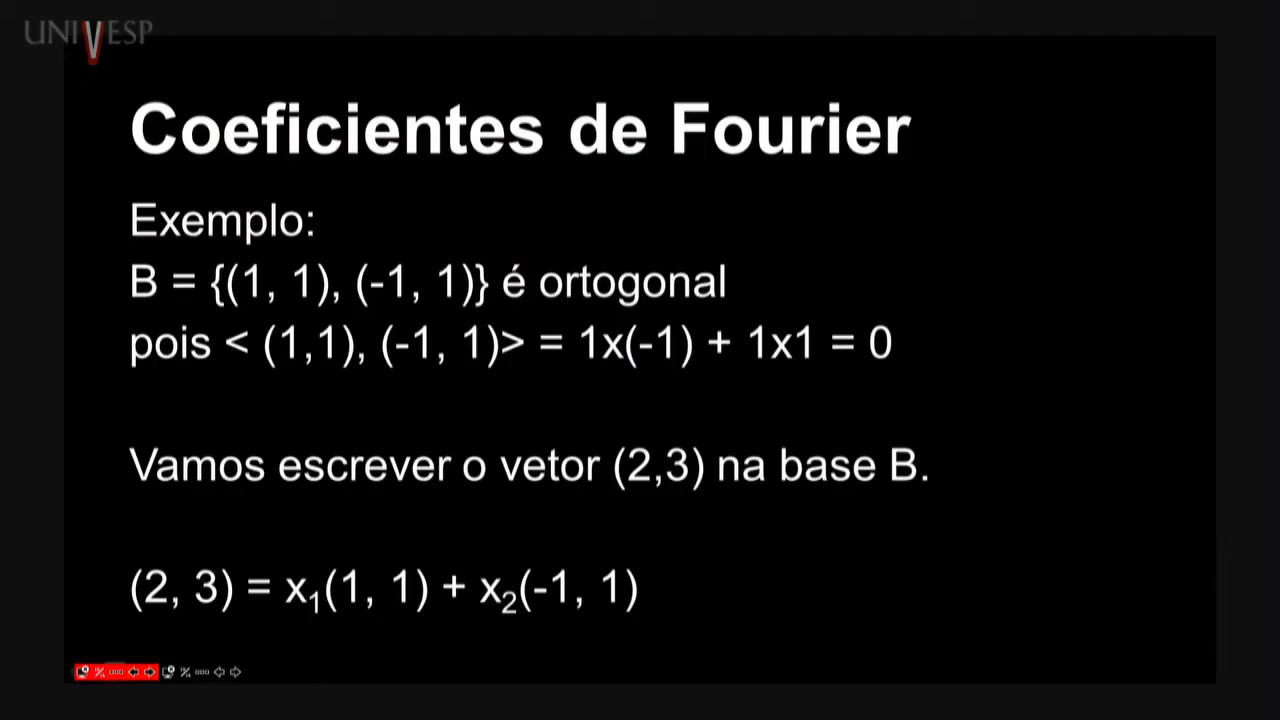 UNIVESP
Coeficientes de Fourier
Exemplo:
B = {(1, 1), (-1, 1)} é ortogonal
pois < (1,1), (-1, 1)> = 1x(-1) + 1x1 = 0
Vamos escrever o vetor (2,3) na base B.
(2, 3) = x₁(1, 1) + x₂(-1, 1)